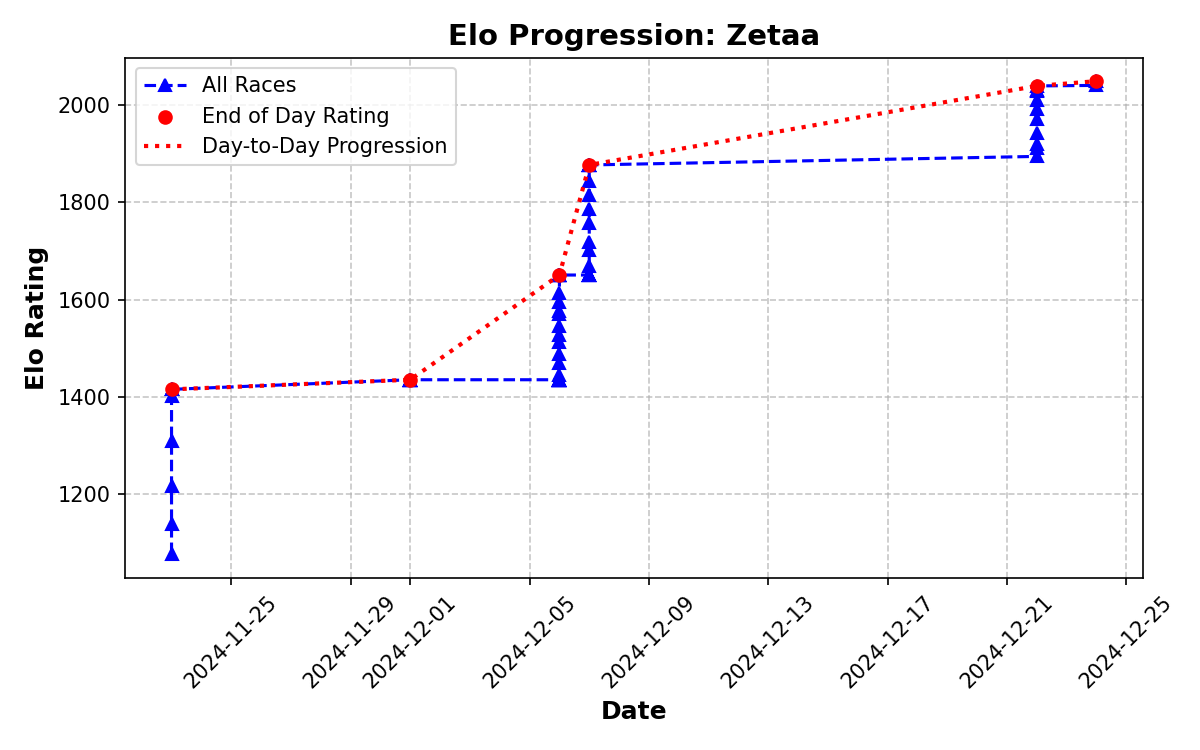 Elo Progression: Zetaa
All Races
End of Day Rating
Day-to-Day Progression
Elo Rating
2000
1800
1600
1400
1200
2024-11-25
2024-11-29
2024-12-01
2024-12-05
2024-12-09
2024-12-13
2024-12-17
2024-12-21
2024-12-25
Date